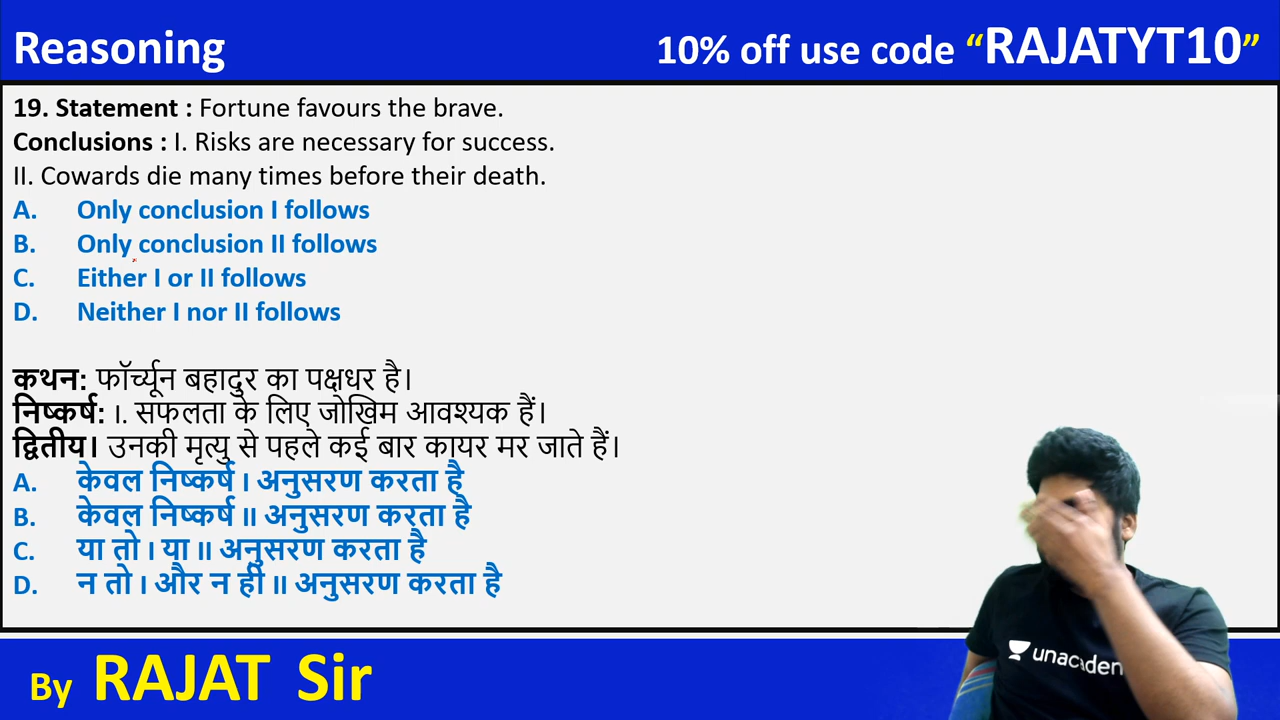 Reasoning
10% off use code “RAJATYT10”
19. Statement : Fortune favours the brave.
Conclusions : I. Risks are necessary for success.
II. Cowards die many times before their death.
A. Only conclusion I follows
B. Only conclusion II follows
C. Either I or II follows
D. Neither I nor II follows
कथन: फॉर्च्यून बहादुर का पक्षधर है।
निष्कर्ष: I. सफलता के लिए जोखिम आवश्यक हैं।
द्वितीय। उनकी मृत्यु से पहले कई बार कायर मर जाते हैं।
A. केवल निष्कर्ष I अनुसरण करता है
B. केवल निष्कर्ष II अनुसरण करता है
C. या तो I या II अनुसरण करता है
D. न तो I और न ही II अनुसरण करता है
unacaden
By RAJAT Sir